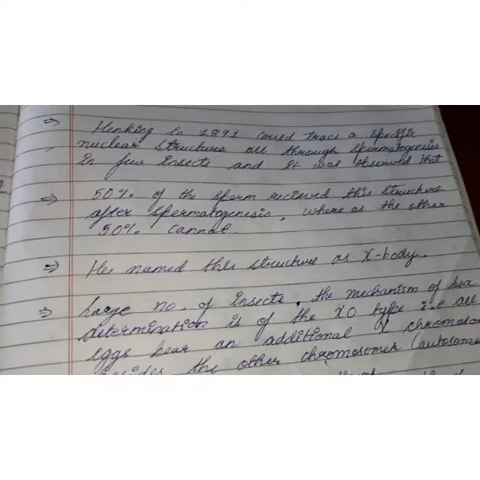 ⇒ Henking in 1891 could trace a specific
nuclear structure all through spermatogenesis
in few insects and it was observed that
⇒ 50% of the sperm recieved this structure
after spermatogenesis, where as the other
50% cannot
⇒ He named this structure as X-body.
⇒ Large no. of insects, the mechanism of sex
determination is of the XO type i.e all
eggs bear an additional X chromoso
besides the other chromosomes (autosome